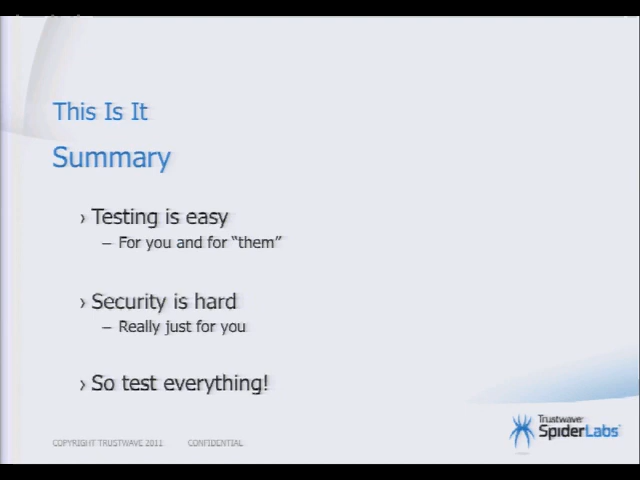 This Is It
Summary
› Testing is easy
– For you and for “them”
› Security is hard
– Really just for you
› So test everything!
COPYRIGHT TRUSTWAVE 2011 CONFIDENTIAL
Trustwave®
SpiderLabs™